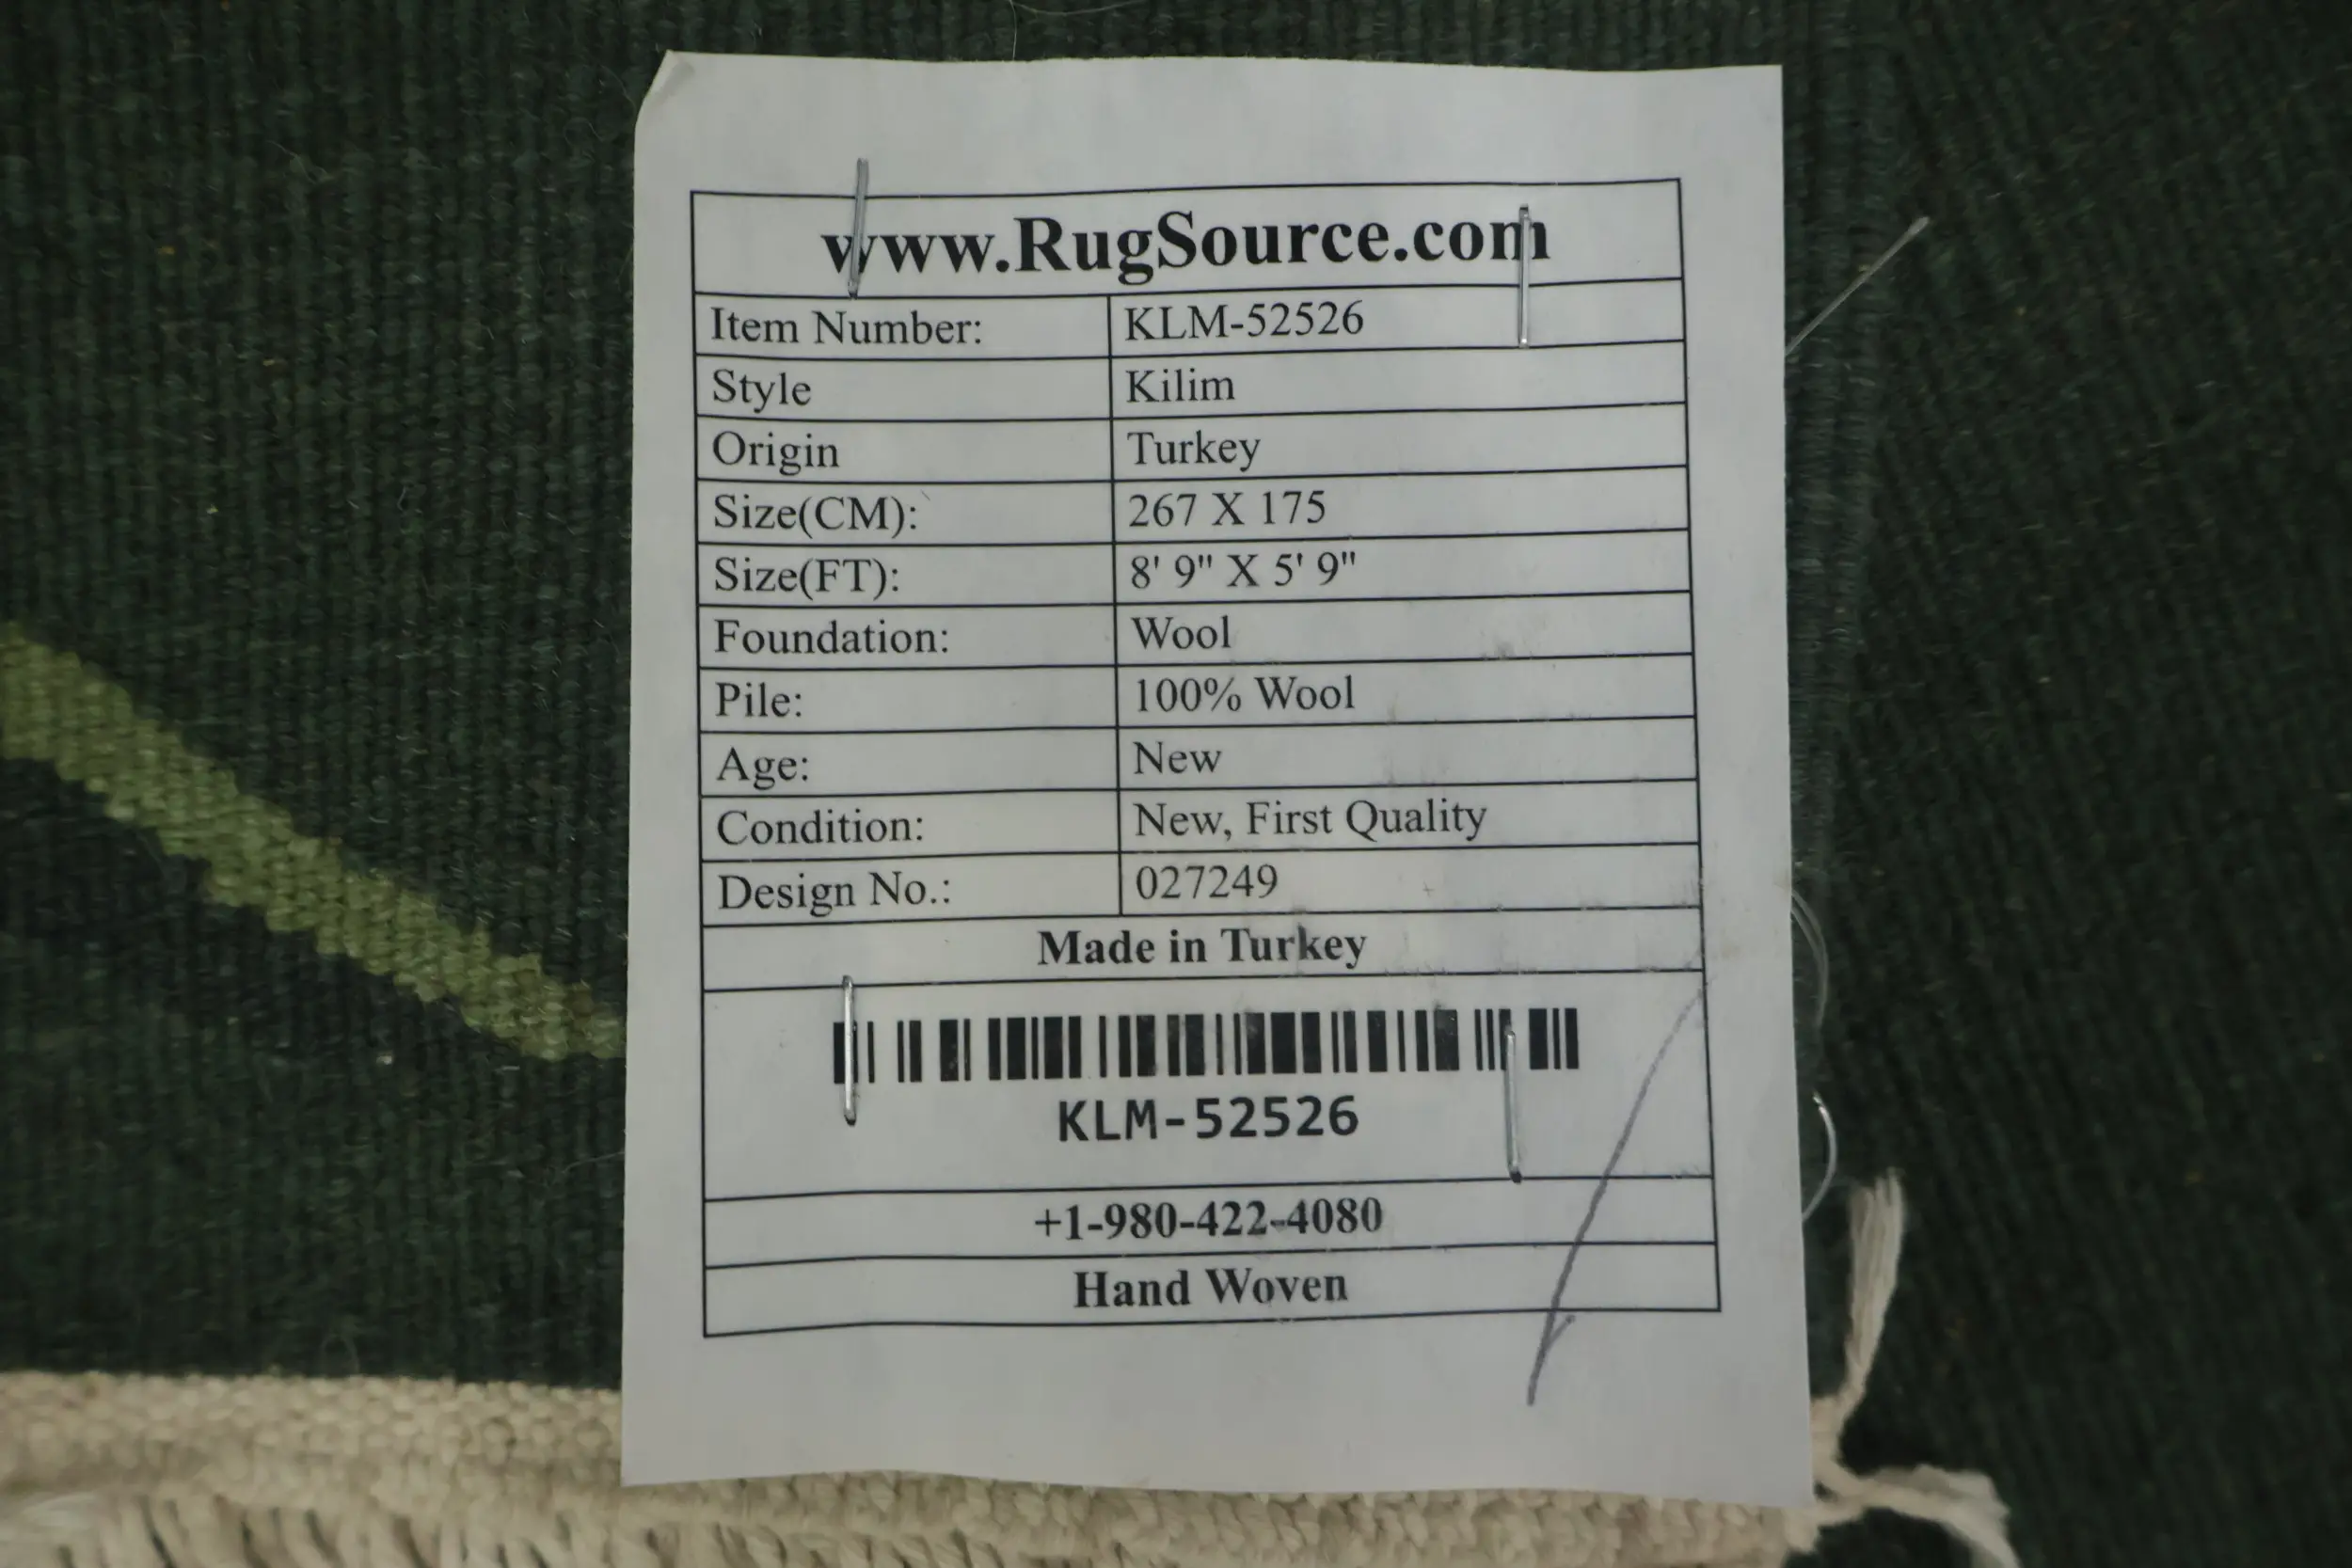 www.RugSource.com
Item Number: KLM-52526
Style Kilim
Origin Turkey
Size(CM): 267 X 175
Size(FT): 8' 9" X 5' 9"
Foundation: Wool
Pile: 100% Wool
Age: New
Condition: New, First Quality
Design No.: 027249
Made in Turkey
KLM-52526
+1-980-422-4080
Hand Woven